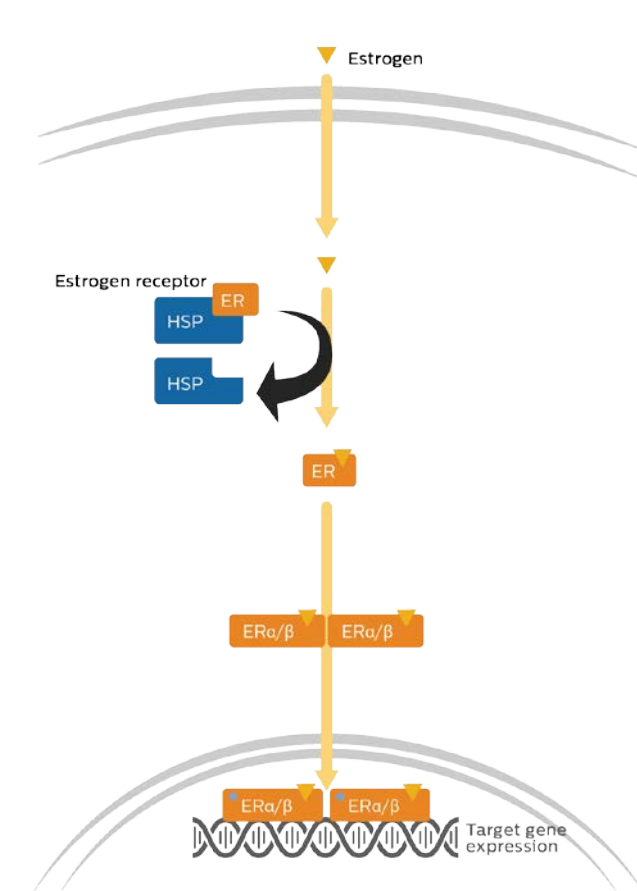 Estrogen
Estrogen receptor
ER
HSP
HSP
ER
ERα/β ERα/β
ERα/β ERα/β
Target gene
expression